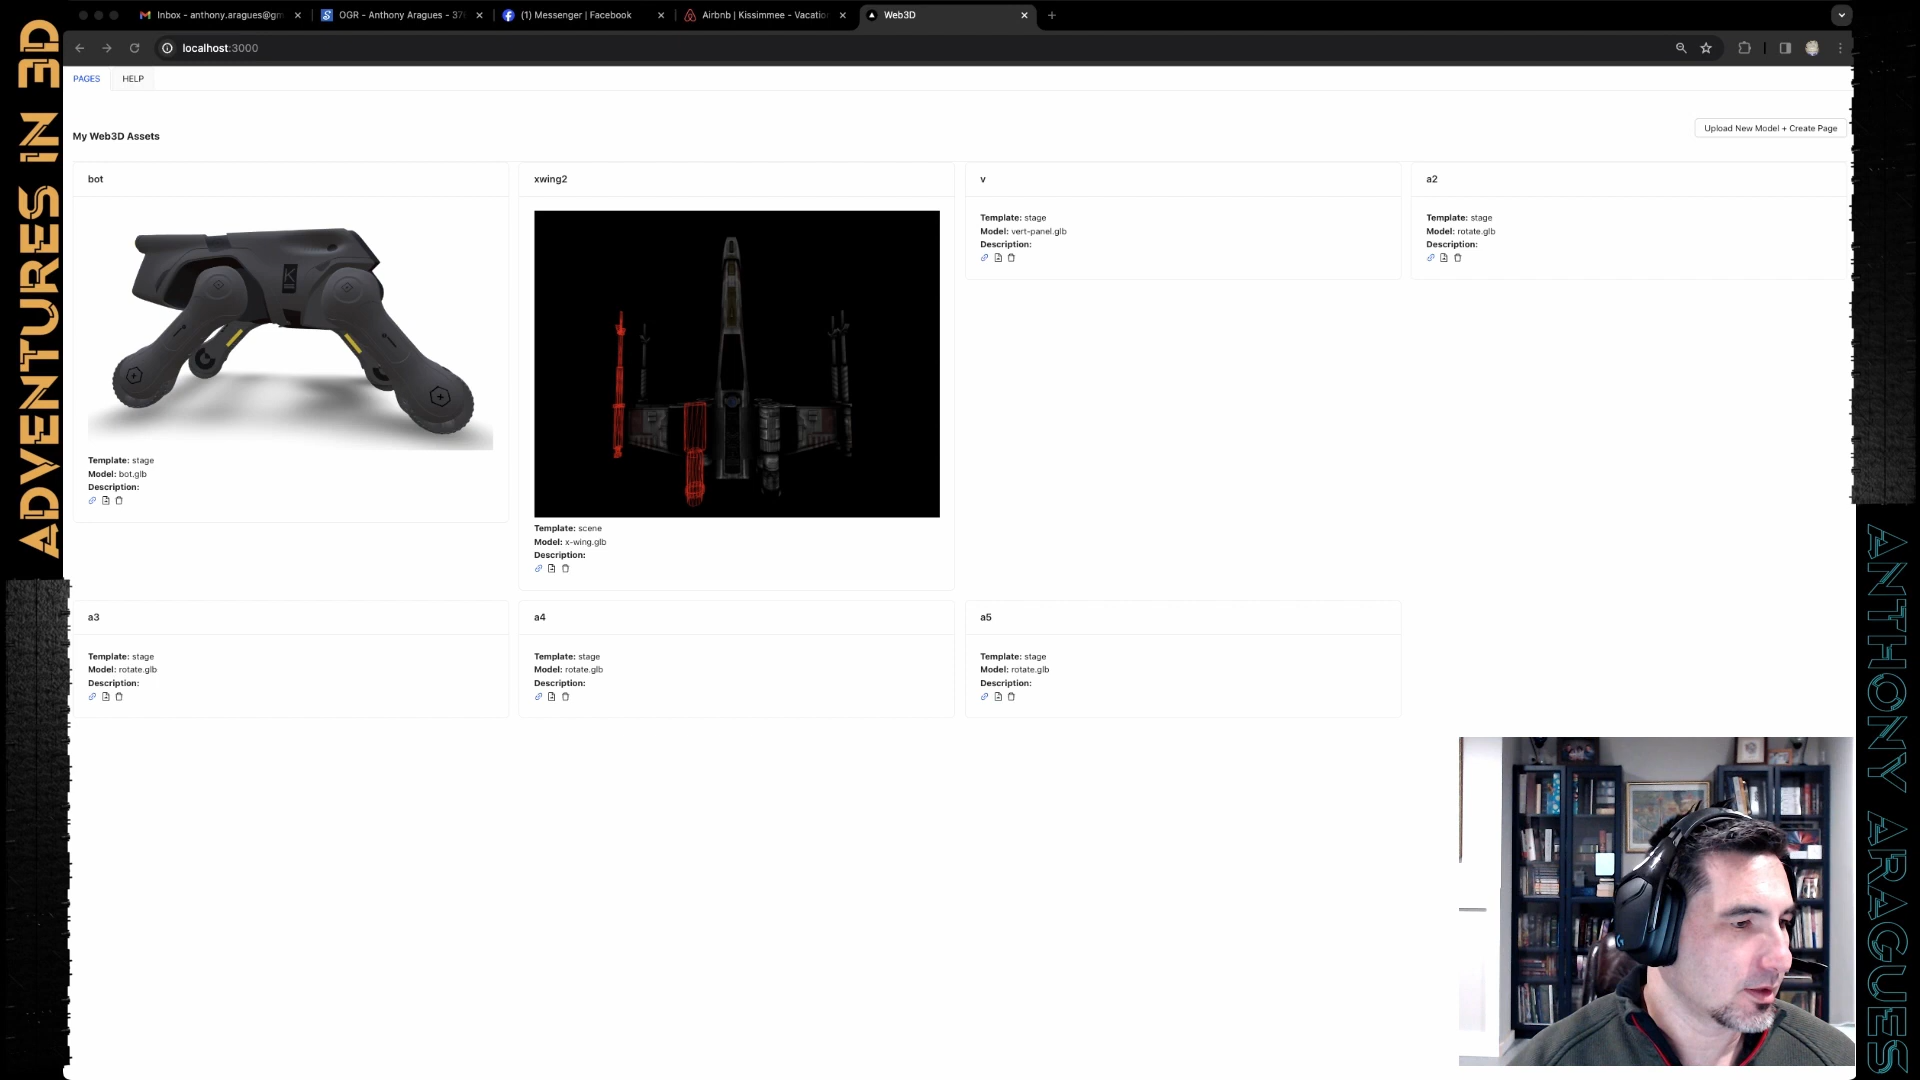 ADVENTURES IN 3D
Inbox - anthony.aragues@gm
OGR - Anthony Aragues - 37
(1) Messenger | Facebook
Airbnb | Kissimmee - Vacatio
Web3D
localhost:3000
PAGES
HELP
My Web3D Assets
Upload New Model + Create Page
bot
xwing2
v
a2
K
Template: stage
Model: bot.glb
Description:
Template: scene
Model: x-wing.glb
Description:
Template: stage
Model: vert-panel.glb
Description:
Template: stage
Model: rotate.glb
Description:
a3
a4
a5
Template: stage
Model: rotate.glb
Description:
Template: stage
Model: rotate.glb
Description:
Template: stage
Model: rotate.glb
Description:
ANTHONY ARAGUES